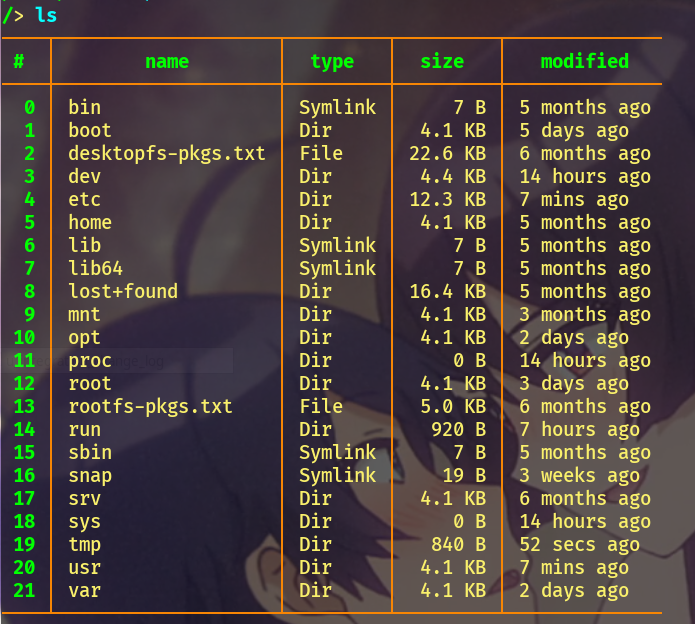 /> ls
# name type size modified
0 bin Symlink 7 B 5 months ago
1 boot Dir 4.1 KB 5 days ago
2 desktopfs-pkgs.txt File 22.6 KB 6 months ago
3 dev Dir 4.4 KB 14 hours ago
4 etc Dir 12.3 KB 7 mins ago
5 home Dir 4.1 KB 5 months ago
6 lib Symlink 7 B 5 months ago
7 lib64 Symlink 7 B 5 months ago
8 lost+found Dir 16.4 KB 5 months ago
9 mnt Dir 4.1 KB 3 months ago
10 opt Dir 4.1 KB 2 days ago
11 proc Dir 0 B 14 hours ago
12 root Dir 4.1 KB 3 days ago
13 rootfs-pkgs.txt File 5.0 KB 6 months ago
14 run Dir 920 B 7 hours ago
15 sbin Symlink 7 B 5 months ago
16 snap Symlink 19 B 3 weeks ago
17 srv Dir 4.1 KB 6 months ago
18 sys Dir 0 B 14 hours ago
19 tmp Dir 840 B 52 secs ago
20 usr Dir 4.1 KB 7 mins ago
21 var Dir 4.1 KB 2 days ago